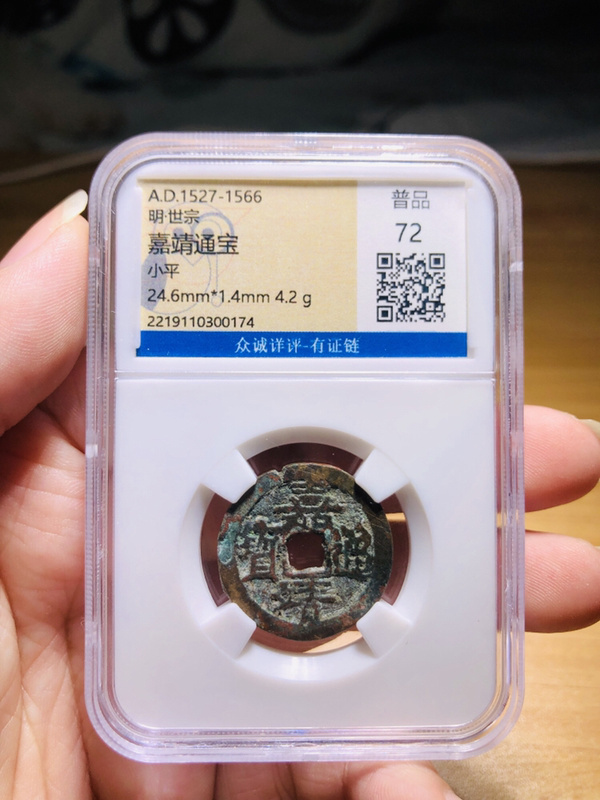 A.D.1527-1566
明·世宗
嘉靖通宝
小平
24.6mm*1.4mm 4.2 g
2219110300174
普品
72
众诚详评-有证链
嘉靖通寶